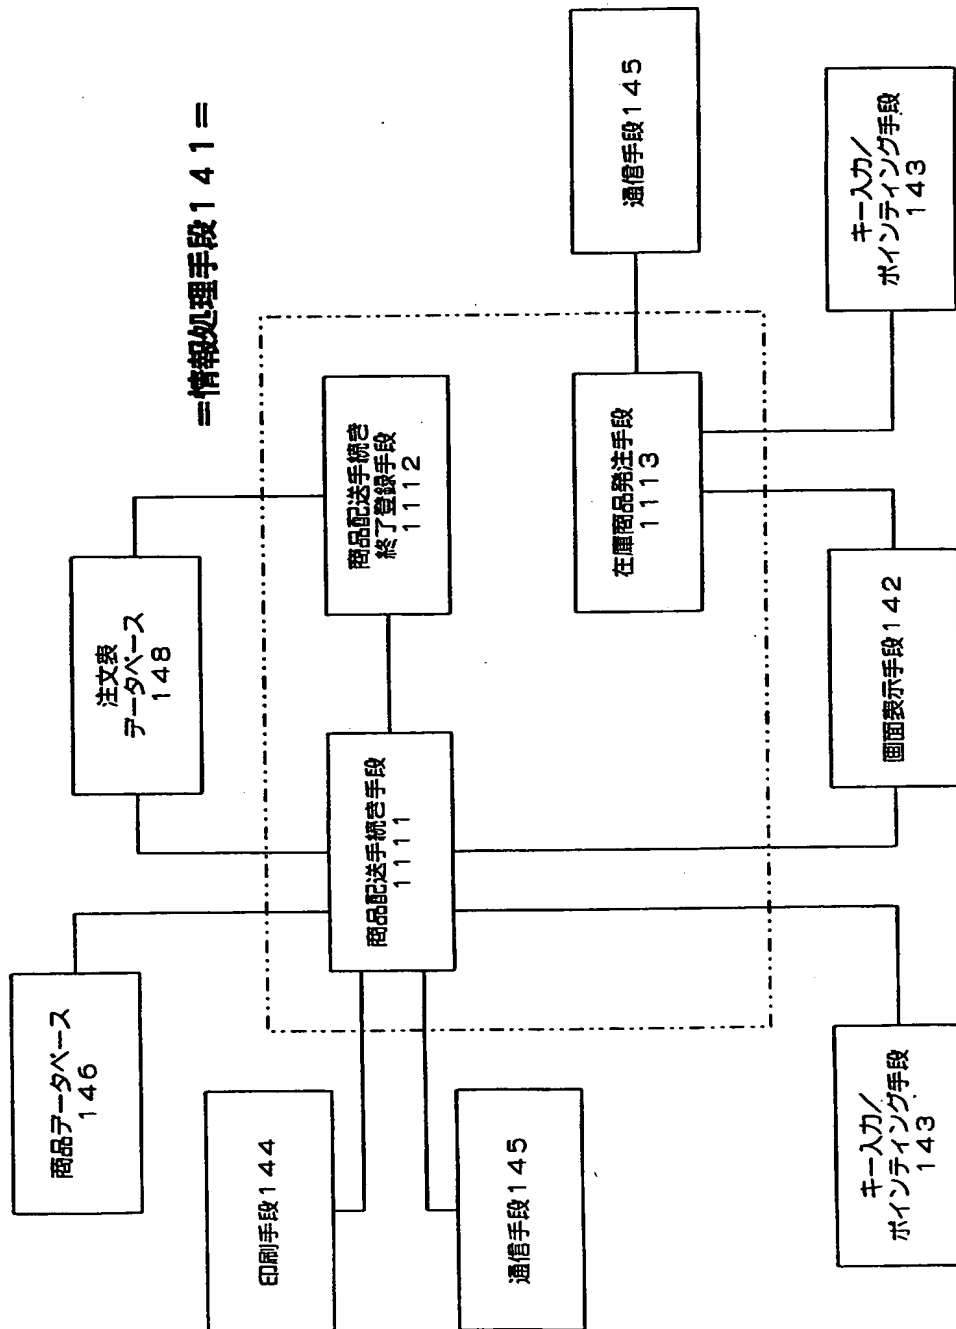 =情報処理手段141=
商品データベース
146
注文表
データベース
148
印刷手段144
通信手段145
商品配送手続き手段
1111
商品配送手続き
終了登録手段
1112
在庫商品発注手段
1113
通信手段145
キー入力/
ポインティング手段
143
画面表示手段142
キー入力/
ポインティング手段
143